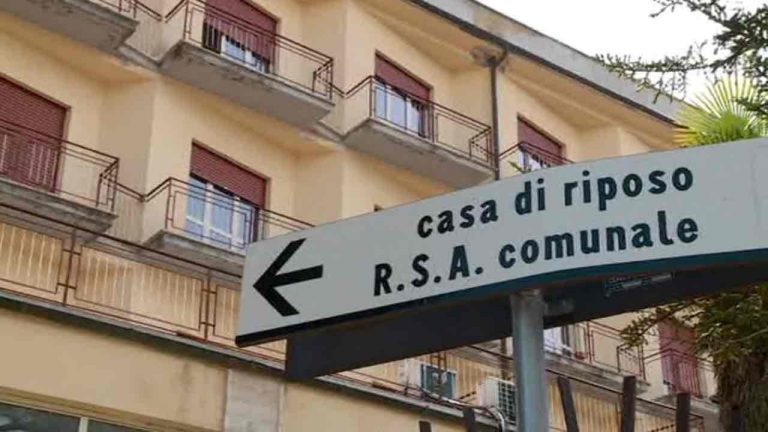 casa di riposo
R.S.A. comunale